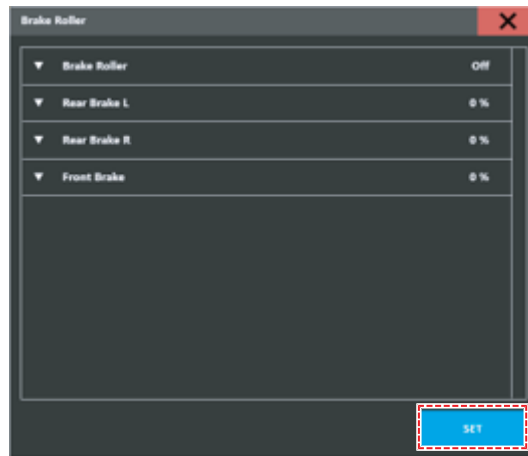 Brake Roller
Brake Roller Off
Rear Brake L 0 %
Rear Brake R 0 %
Front Brake 0 %
SET